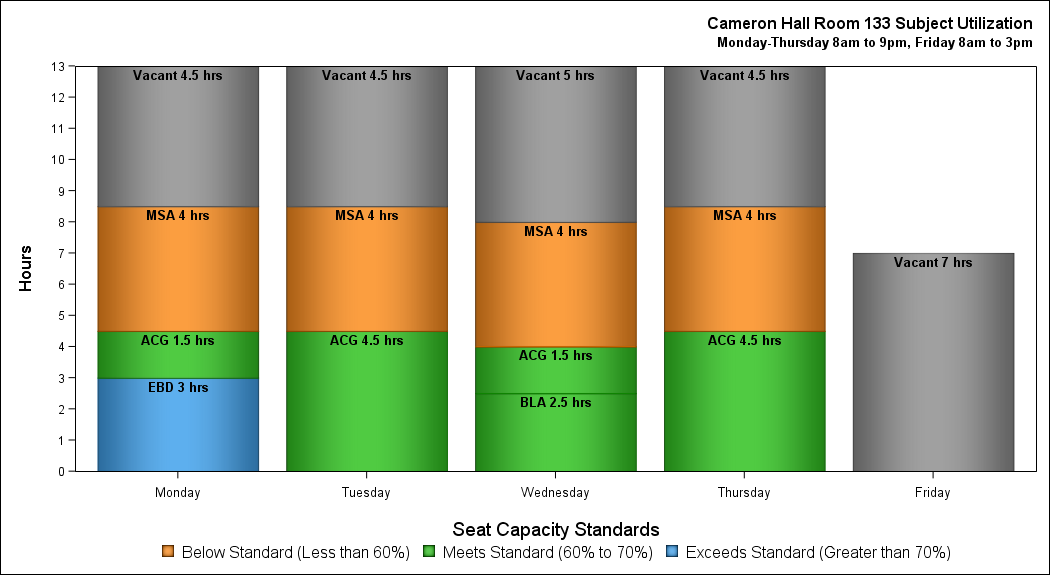 Cameron Hall Room 133 Subject Utilization
Monday-Thursday 8am to 9pm, Friday 8am to 3pm
13
12
11
10
9
8
7
6
5
4
3
2
1
0
Hours
Vacant 4.5 hrs
MSA 4 hrs
ACG 1.5 hrs
EBD 3 hrs
Vacant 4.5 hrs
MSA 4 hrs
ACG 4.5 hrs
Vacant 5 hrs
MSA 4 hrs
ACG 1.5 hrs
BLA 2.5 hrs
Vacant 4.5 hrs
MSA 4 hrs
ACG 4.5 hrs
Vacant 7 hrs
Monday Tuesday Wednesday Thursday Friday
Seat Capacity Standards
Below Standard (Less than 60%) Meets Standard (60% to 70%) Exceeds Standard (Greater than 70%)